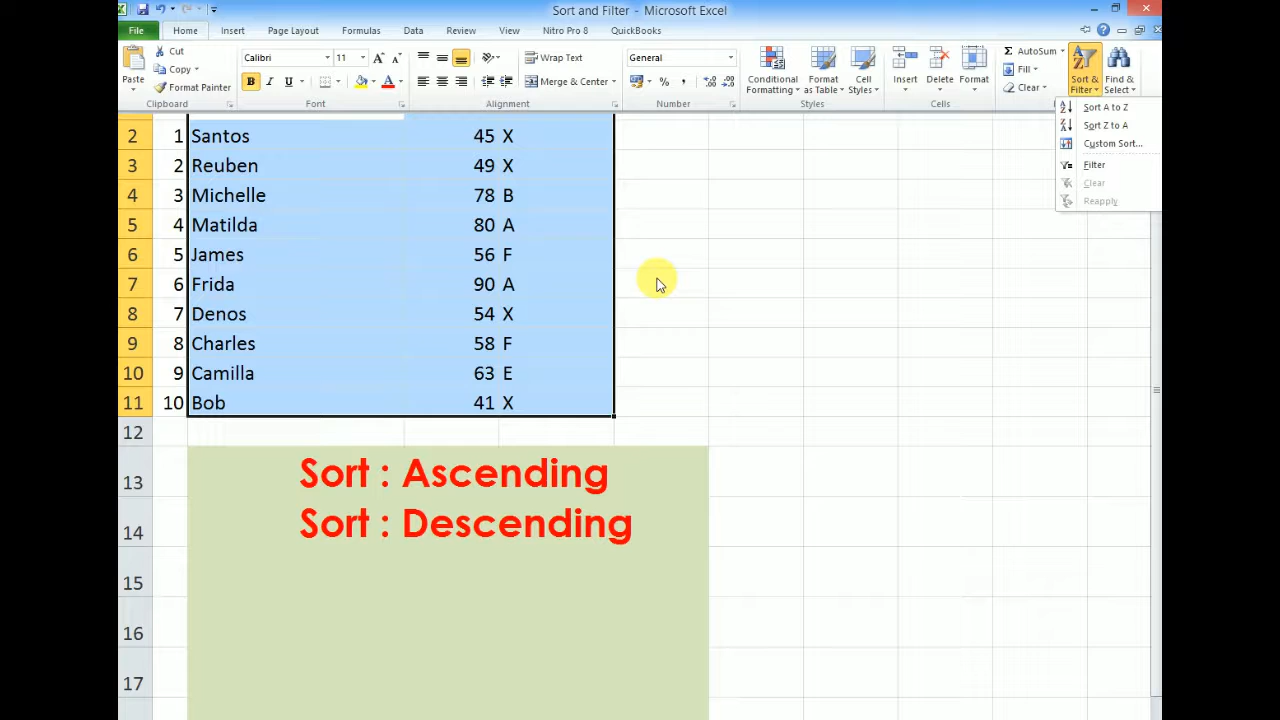 Sort and Filter - Microsoft Excel
File Home Insert Page Layout Formulas Data Review View Nitro Pro 8 QuickBooks
Paste Cut Copy Format Painter Clipboard
Calibri 11 A A B I U A Font
Wrap Text Merge & Center Alignment
General % , .0 .00 .00 .0 Number
Conditional Formatting Format as Table Cell Styles Styles
Insert Delete Format Cells
Σ AutoSum Fill Clear Sort & Filter Find & Select
Sort A to Z
Sort Z to A
Custom Sort...
Filter
Clear
Reapply
2 1 Santos 45 X
3 2 Reuben 49 X
4 3 Michelle 78 B
5 4 Matilda 80 A
6 5 James 56 F
7 6 Frida 90 A
8 7 Denos 54 X
9 8 Charles 58 F
10 9 Camilla 63 E
11 10 Bob 41 X
12
13 Sort : Ascending
14 Sort : Descending
15
16
17